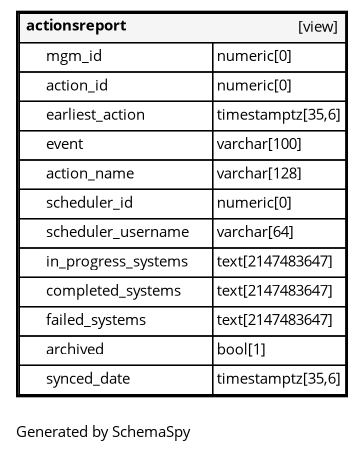 actionsreport [view]
mgm_id numeric[0]
action_id numeric[0]
earliest_action timestamptz[35,6]
event varchar[100]
action_name varchar[128]
scheduler_id numeric[0]
scheduler_username varchar[64]
in_progress_systems text[2147483647]
completed_systems text[2147483647]
failed_systems text[2147483647]
archived bool[1]
synced_date timestamptz[35,6]
Generated by SchemaSpy